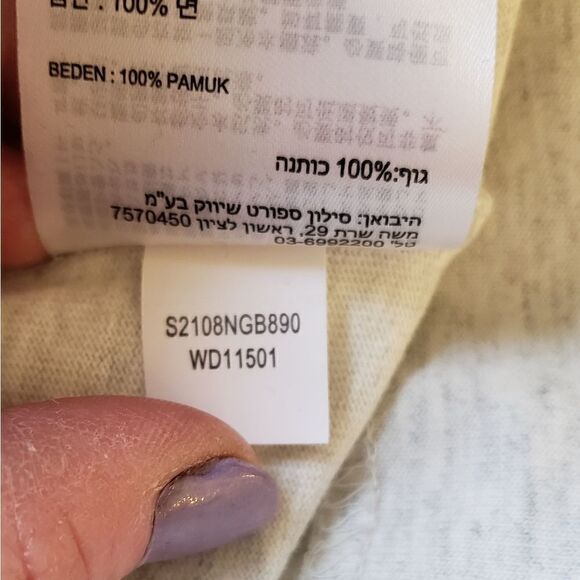 : 100% 면
BEDEN : 100% PAMUK
גוף:100% כותנה
היבואן: סילון ספורט שיווק בע"מ
משה שרת 29, ראשון לציון 7570450
טל' 03-6992200
S2108NGB890
WD11501